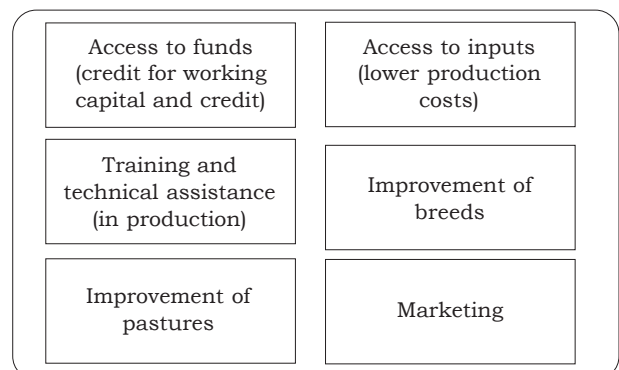 Access to funds
(credit for working
capital and credit)
Access to inputs
(lower production
costs)
Training and
technical assistance
(in production)
Improvement of
breeds
Improvement of
pastures
Marketing